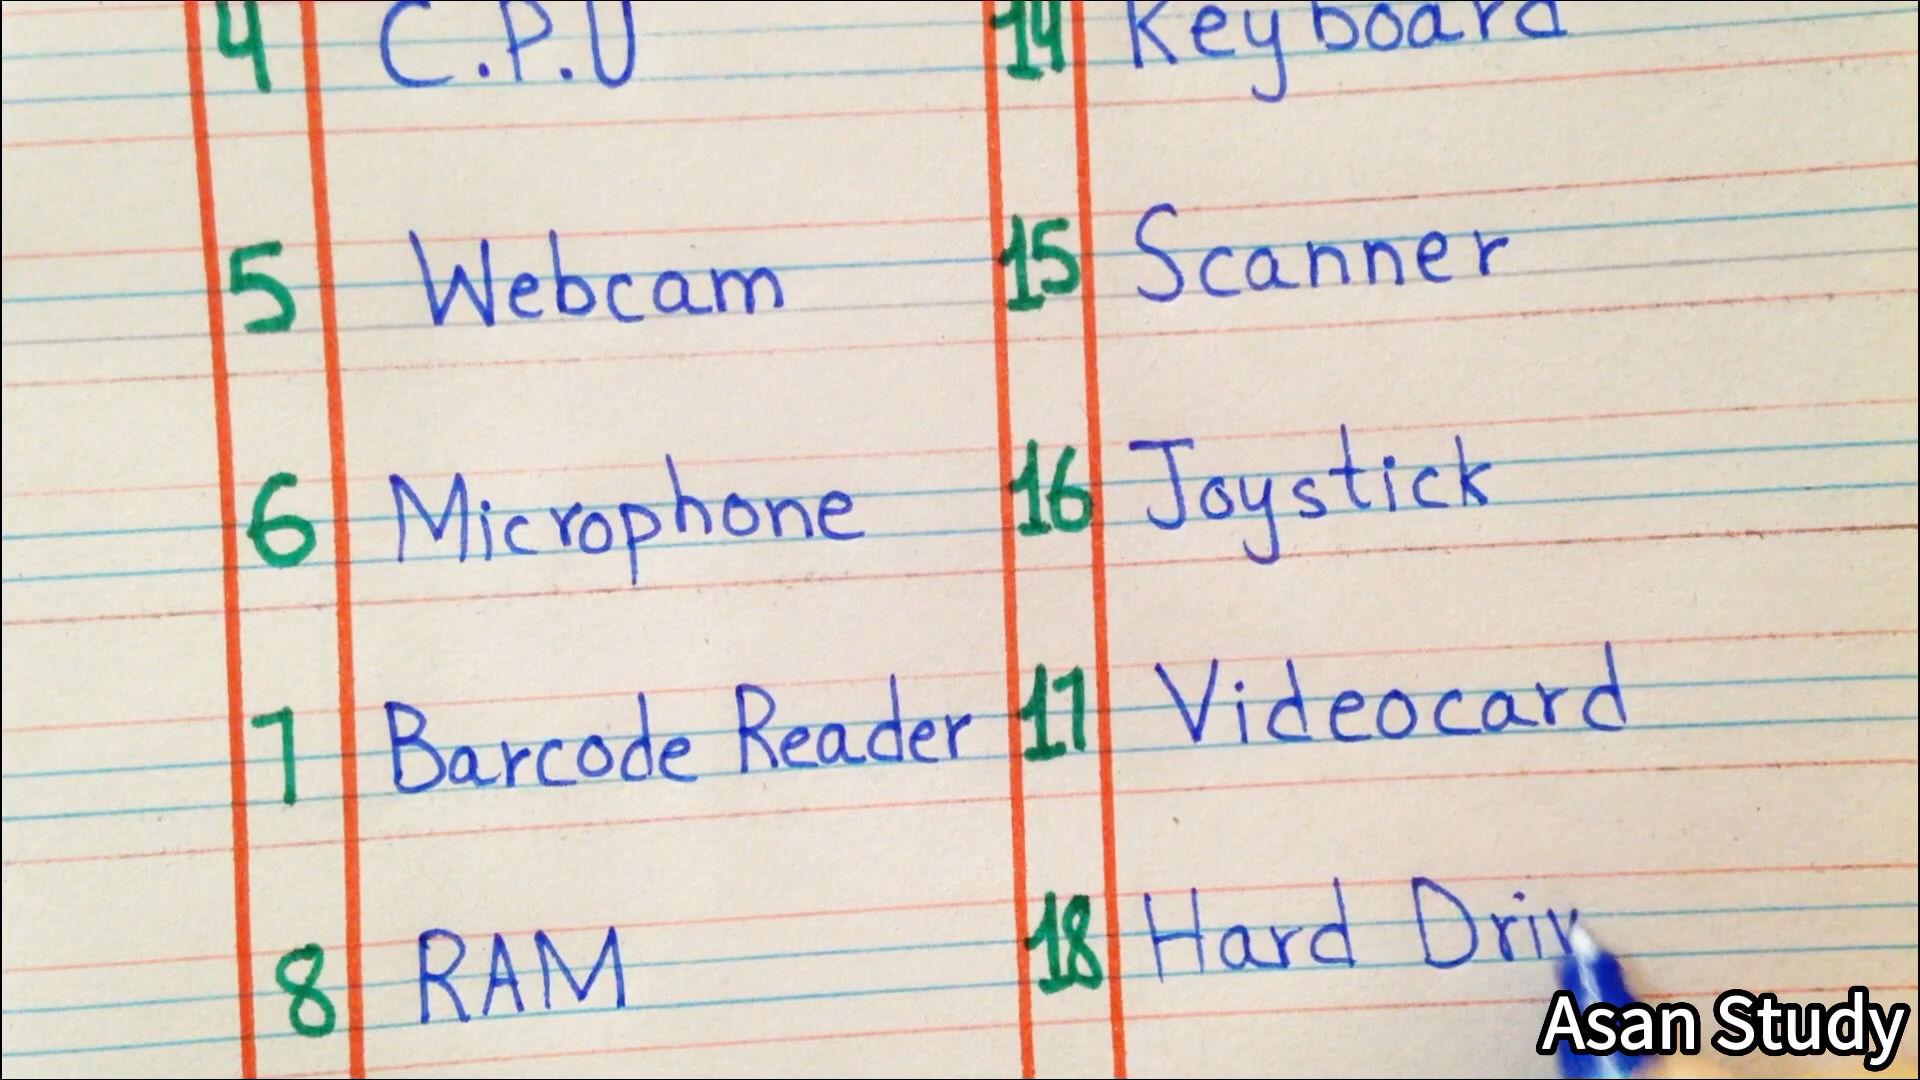 4 C.P.U
14 Keyboard
5 Webcam
15 Scanner
6 Microphone
16 Joystick
7 Barcode Reader
17 Videocard
8 RAM
18 Hard Driv
Asan Study